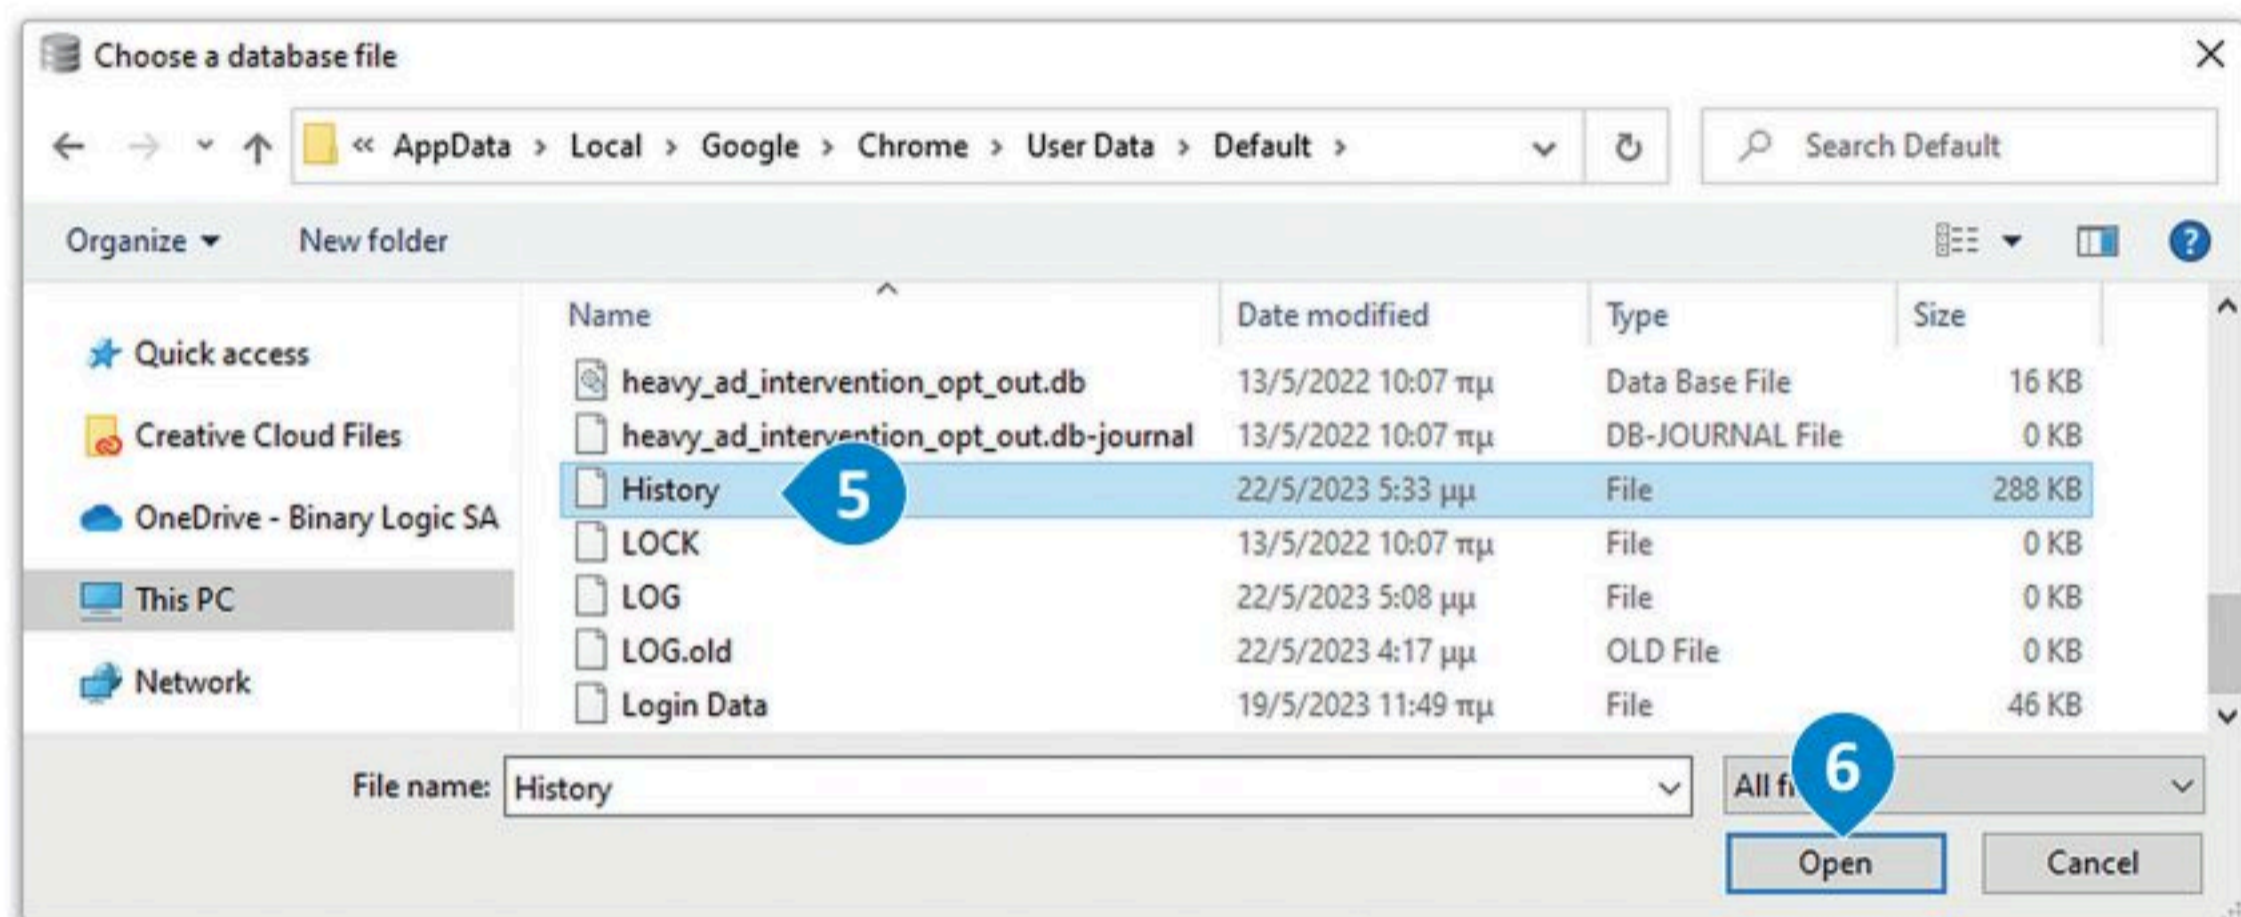 Choose a database file
« AppData > Local > Google > Chrome > User Data > Default >
Search Default
Organize
New folder
Name Date modified Type Size
Quick access
Creative Cloud Files
OneDrive - Binary Logic SA
This PC
Network
heavy_ad_intervention_opt_out.db 13/5/2022 10:07 πμ Data Base File 16 KB
heavy_ad_intervention_opt_out.db-journal 13/5/2022 10:07 πμ DB-JOURNAL File 0 KB
History 5 22/5/2023 5:33 μμ File 288 KB
LOCK 13/5/2022 10:07 πμ File 0 KB
LOG 22/5/2023 5:08 μμ File 0 KB
LOG.old 22/5/2023 4:17 μμ OLD File 0 KB
Login Data 19/5/2023 11:49 πμ File 46 KB
File name: History
All
6
Open Cancel